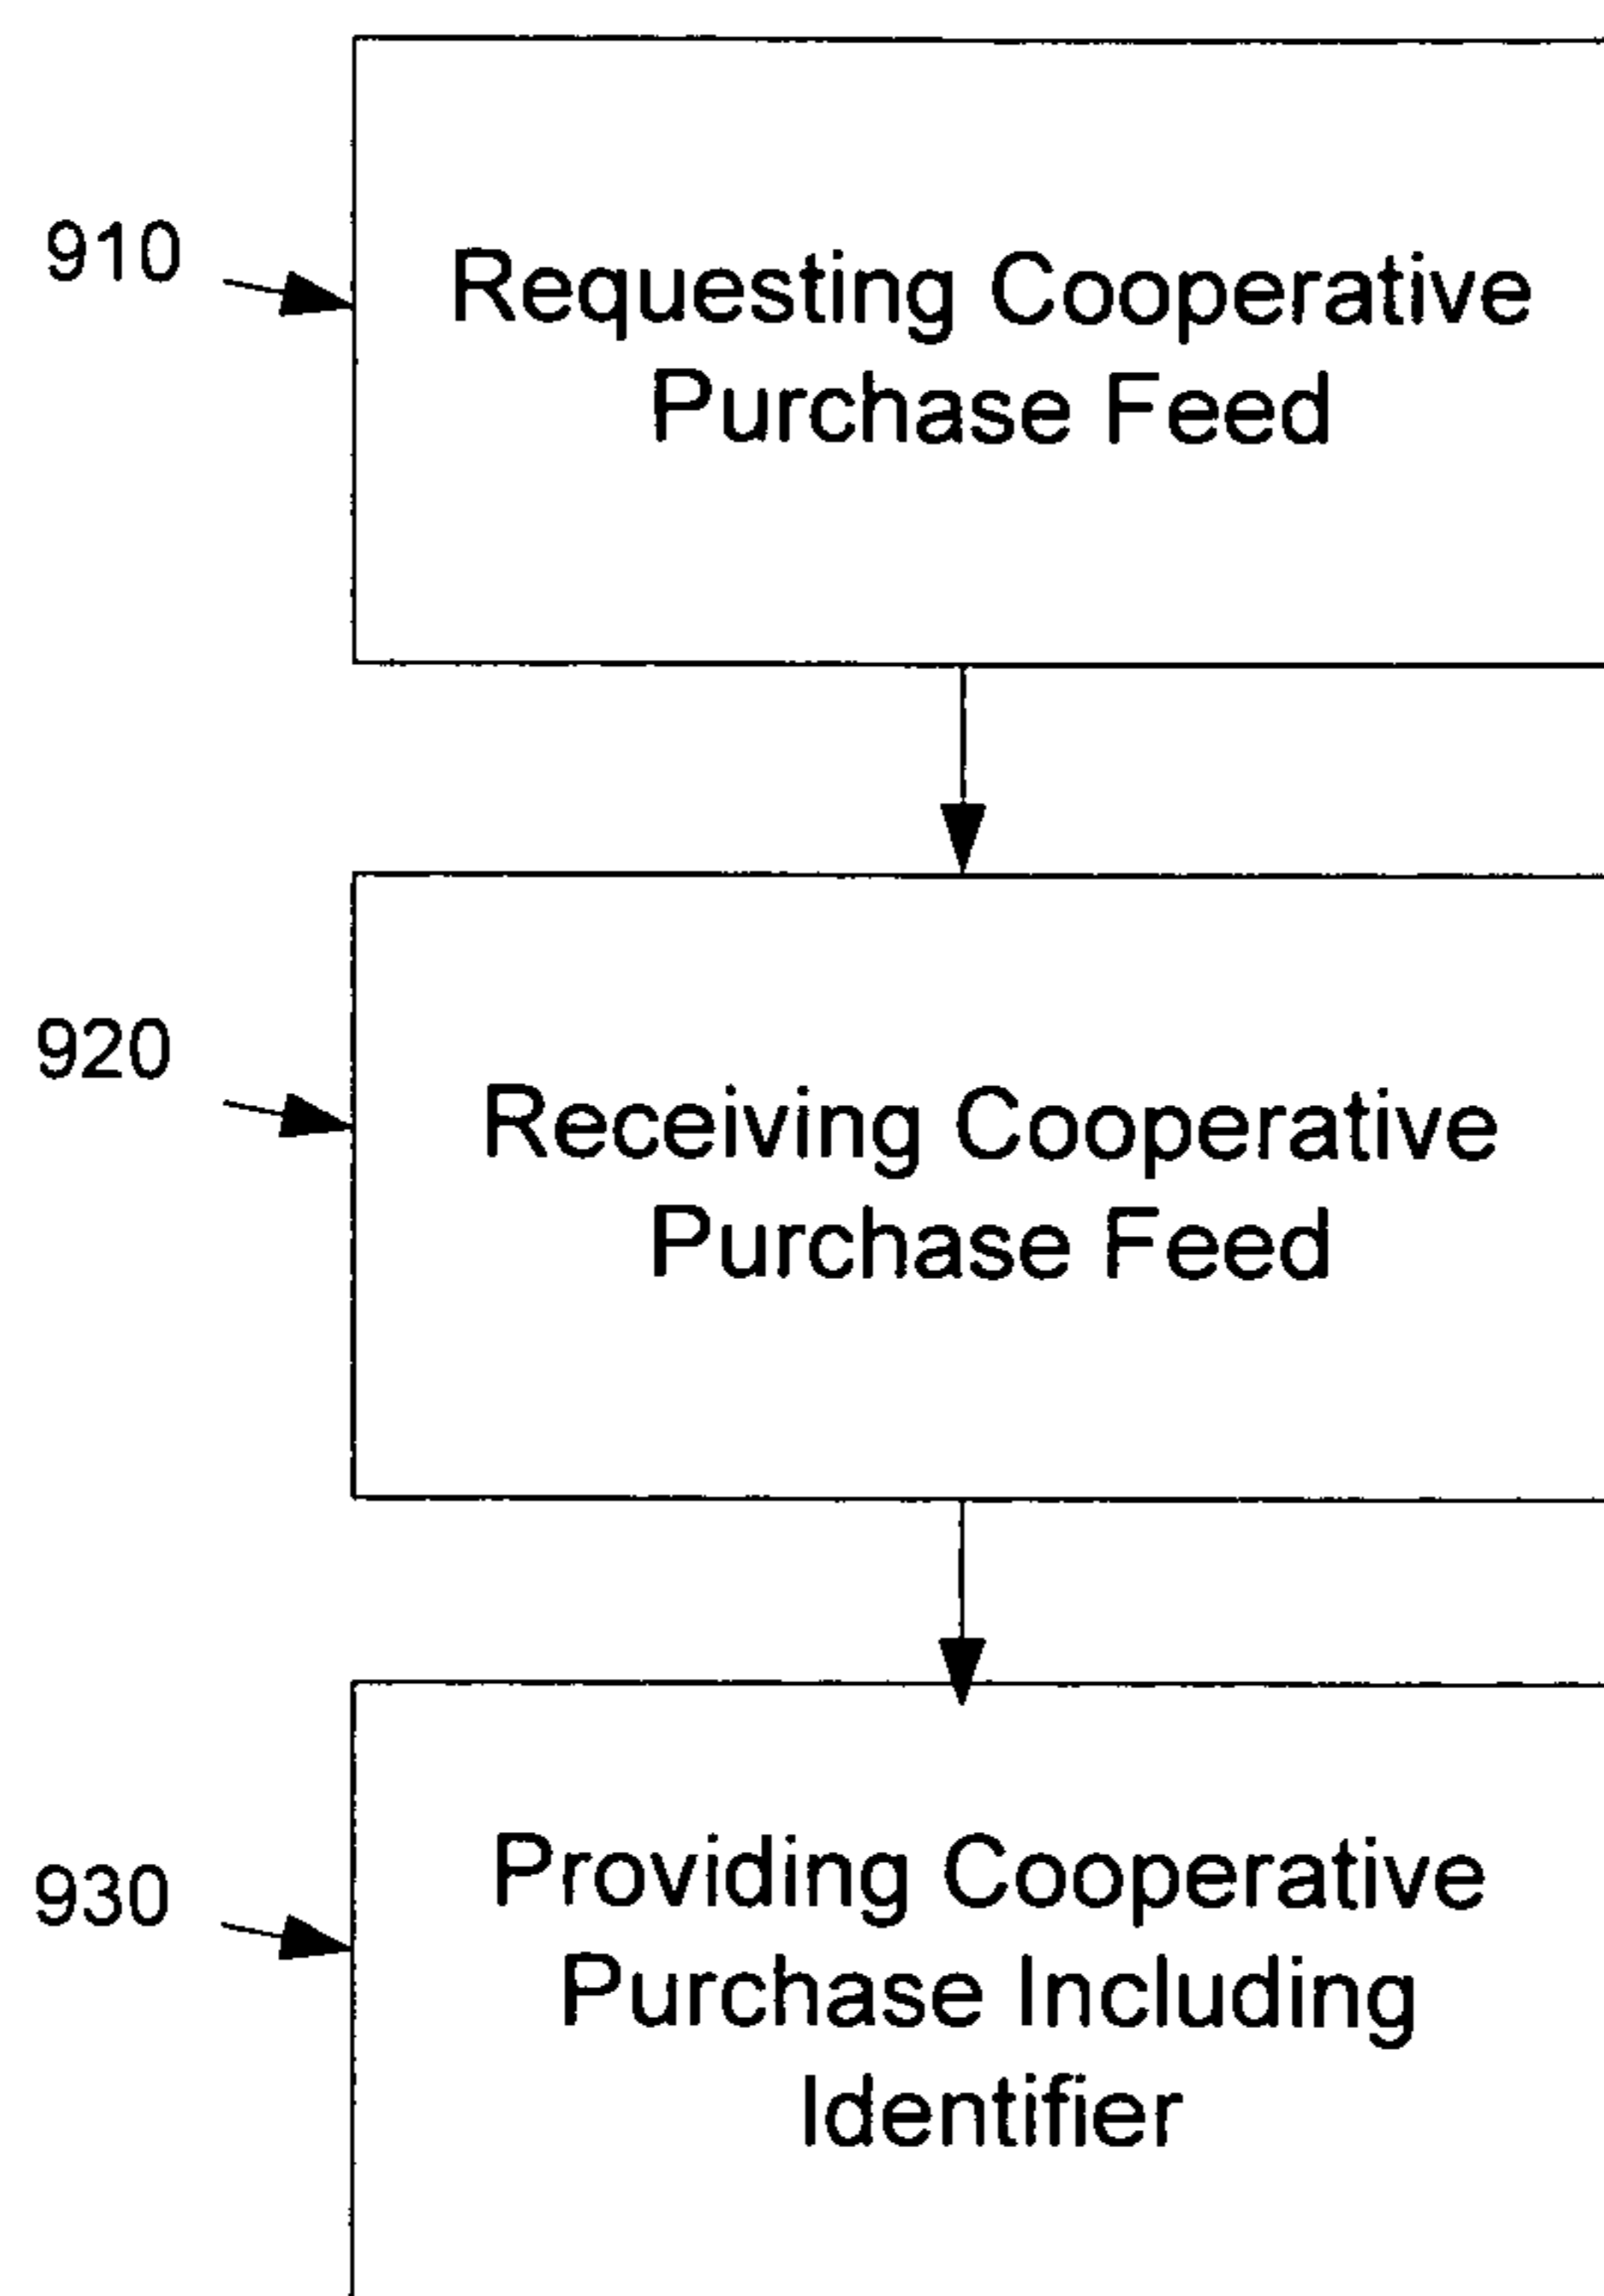 910
Requesting Cooperative
Purchase Feed
920
Receiving Cooperative
Purchase Feed
930
Providing Cooperative
Purchase Including
Identifier